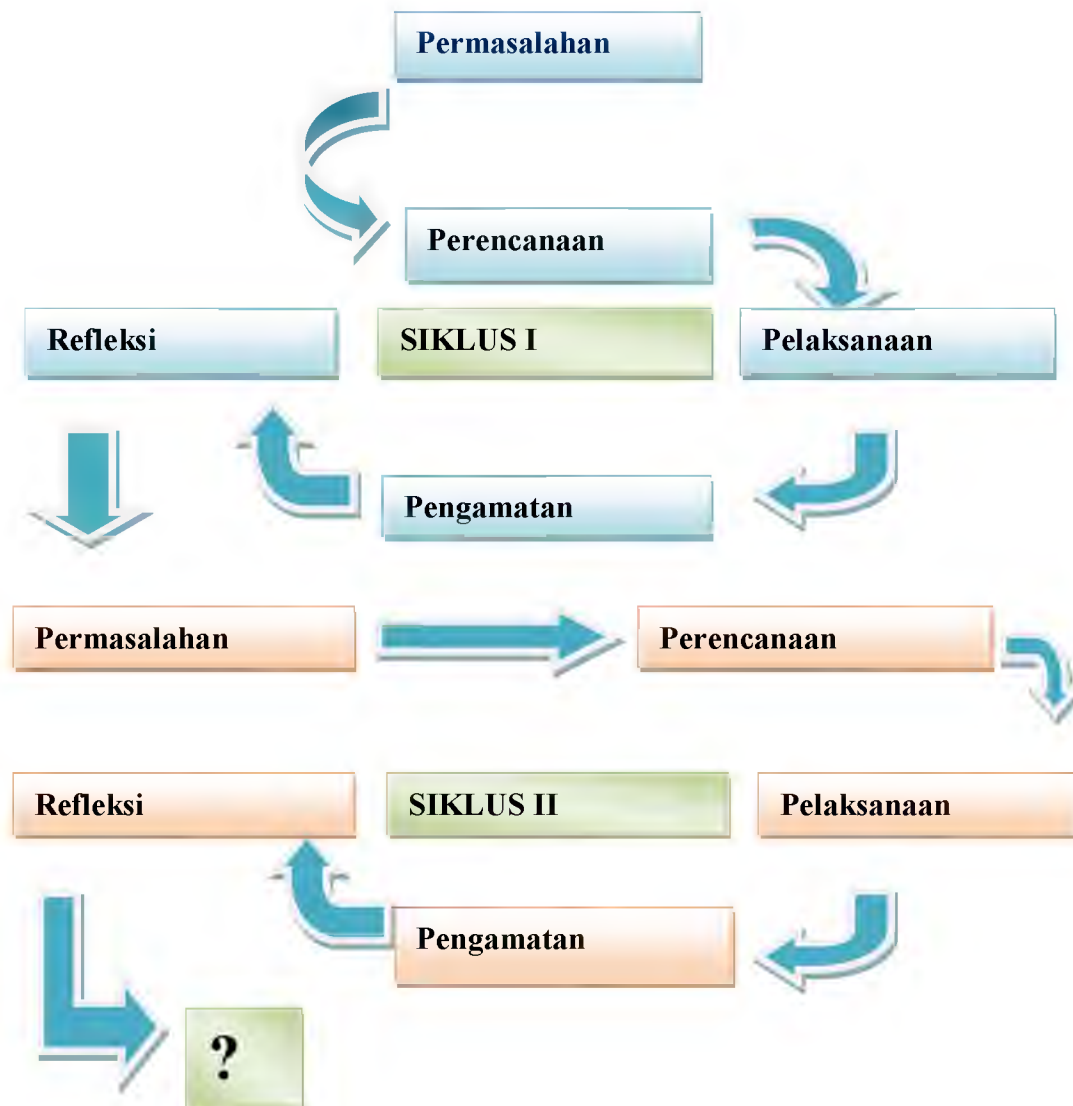 Permasalahan
Perencanaan
Refleksi
SIKLUS I
Pelaksanaan
Pengamatan
Permasalahan
Perencanaan
Refleksi
SIKLUS II
Pelaksanaan
Pengamatan
?